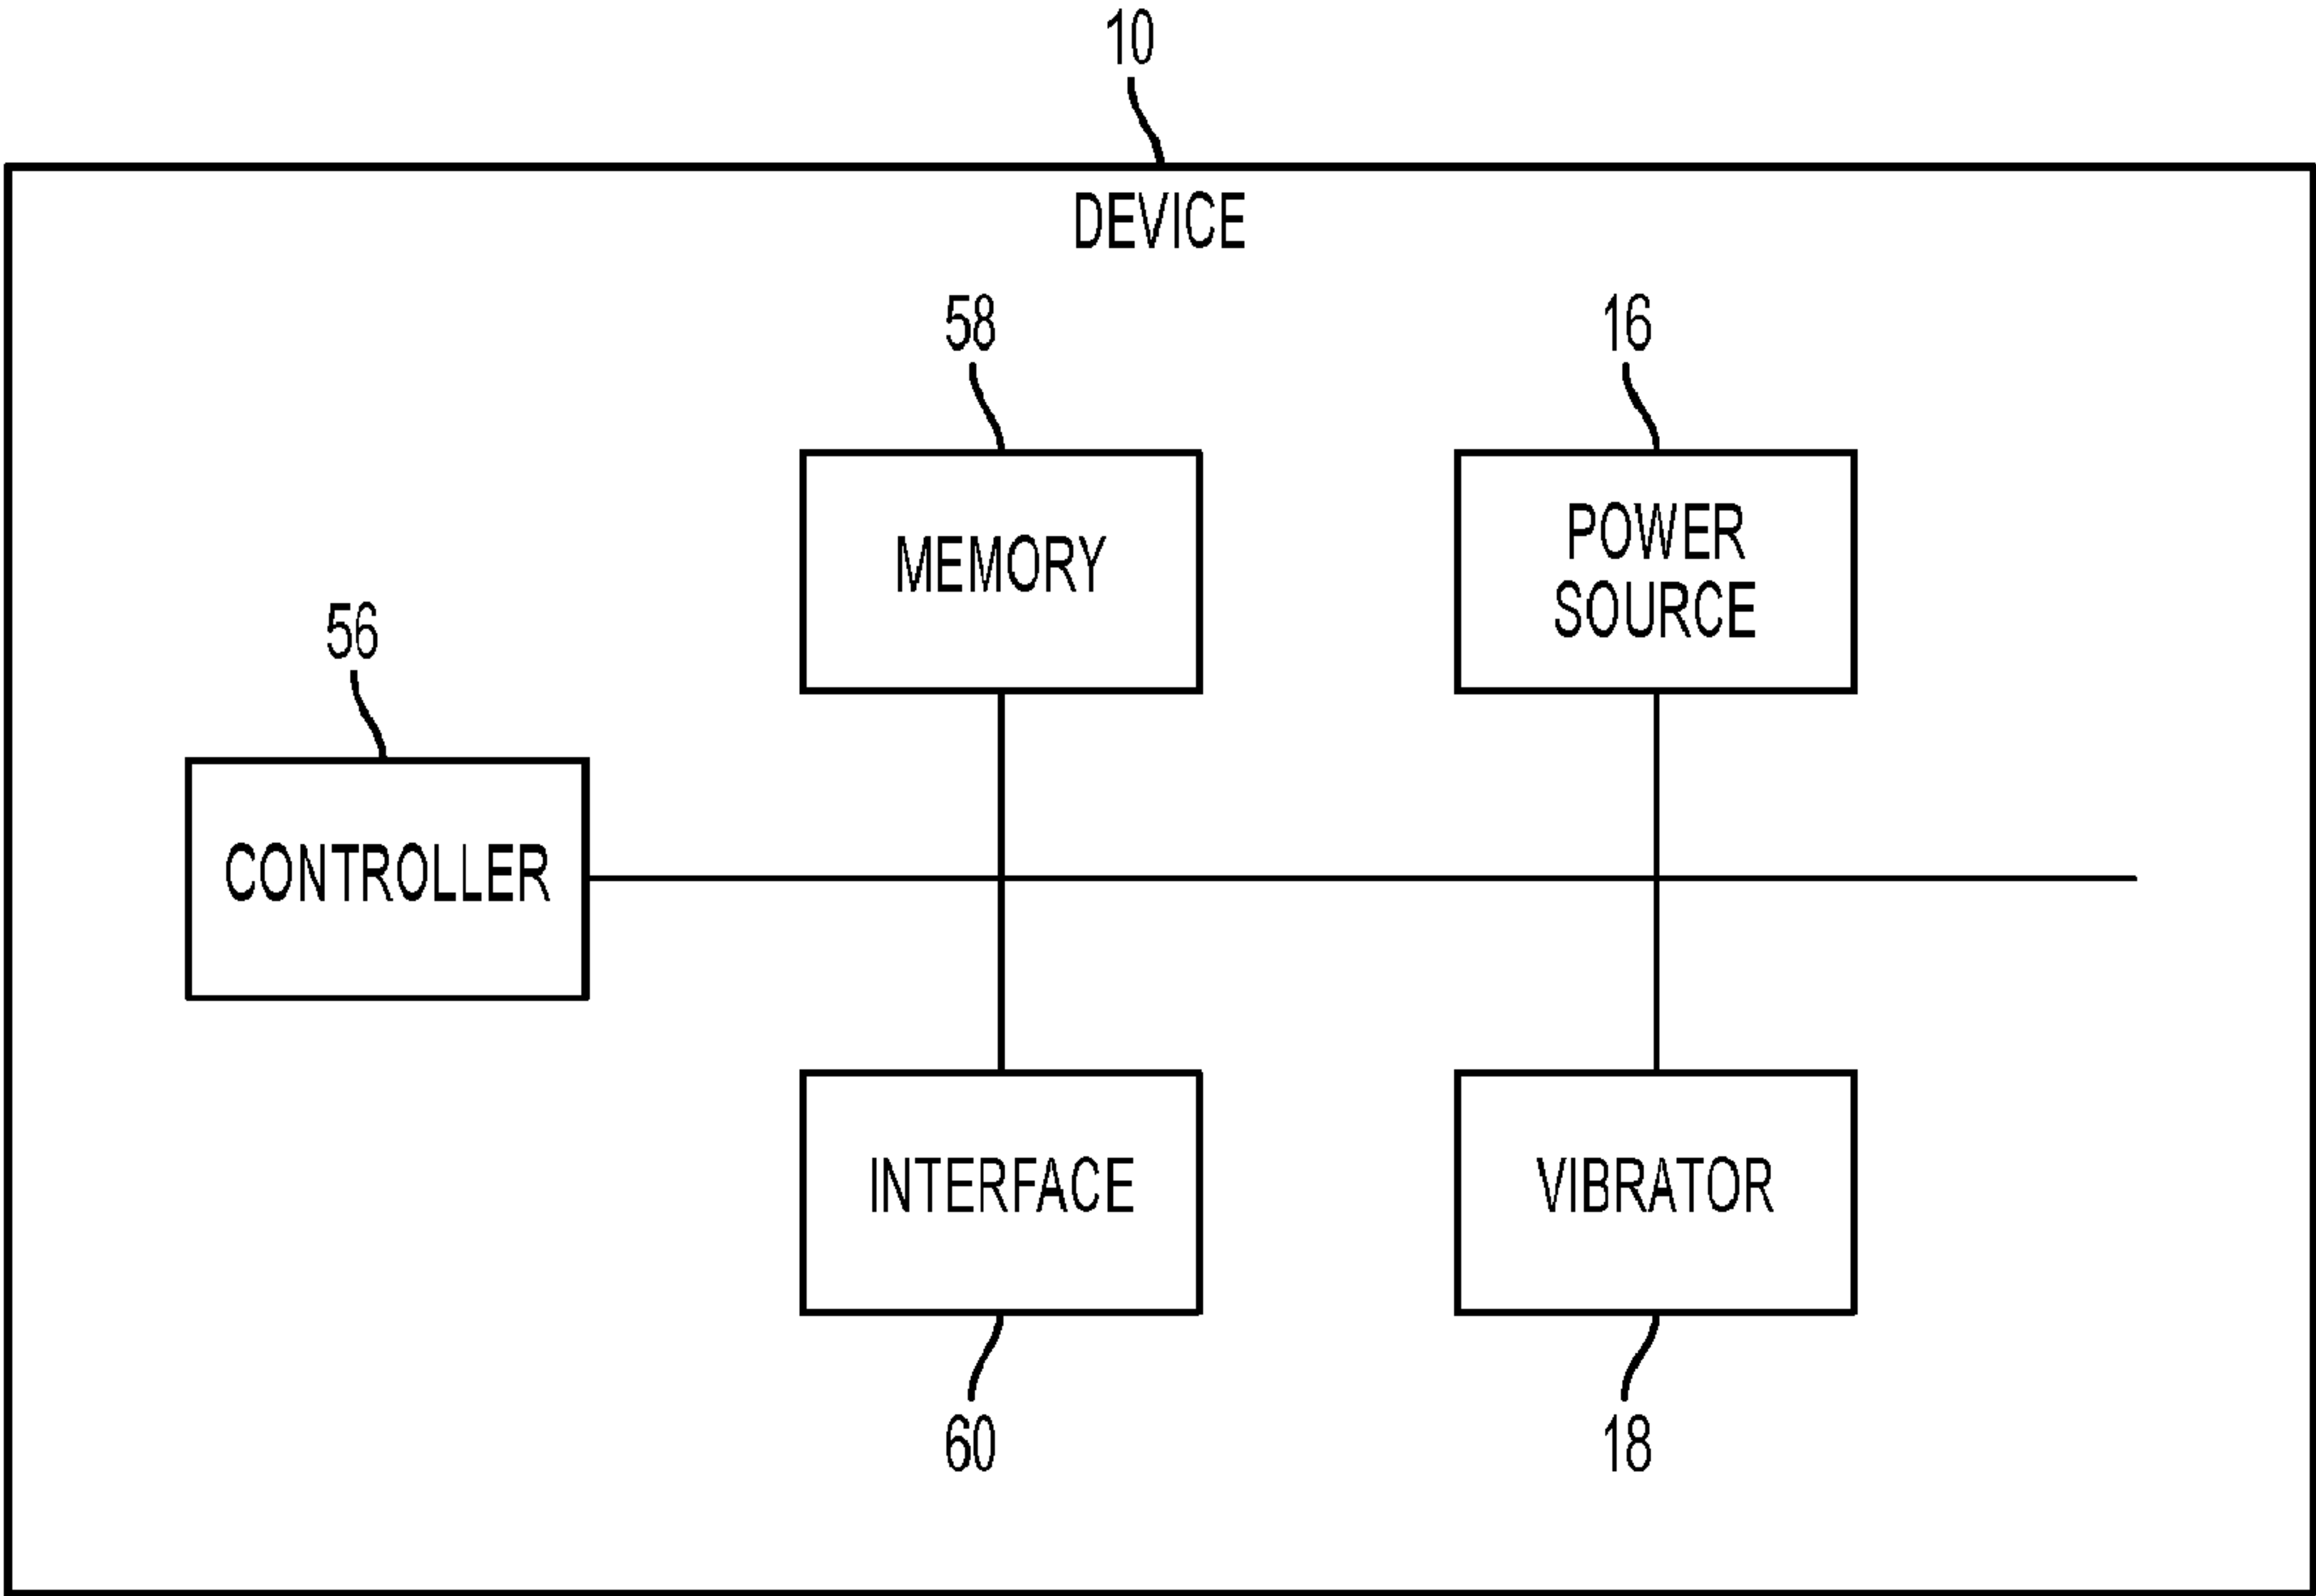 10
DEVICE
58
16
MEMORY
POWER
SOURCE
56
CONTROLLER
INTERFACE
VIBRATOR
60
18